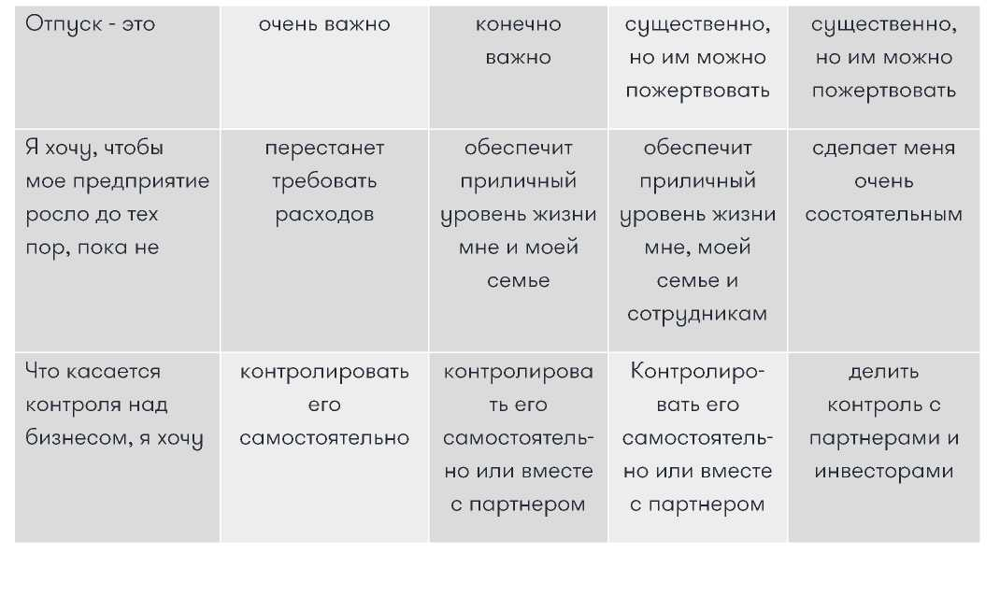 Отпуск - это
очень важно
конечно
важно
существенно,
но им можно
пожертвовать
существенно,
но им можно
пожертвовать
Я хочу, чтобы
мое предприятие
росло до тех
пор, пока не
перестанет
требовать
расходов
обеспечит
приличный
уровень жизни
мне и моей
семье
обеспечит
приличный
уровень жизни
мне, моей
семье и
сотрудникам
сделает меня
очень
состоятельным
Что касается
контроля над
бизнесом, я хочу
контролировать
его
самостоятельно
контролирова
ть его
самостоятель-
но или вместе
с партнером
Контролиро-
вать его
самостоятель-
но или вместе
с партнером
делить
контроль с
партнерами и
инвесторами